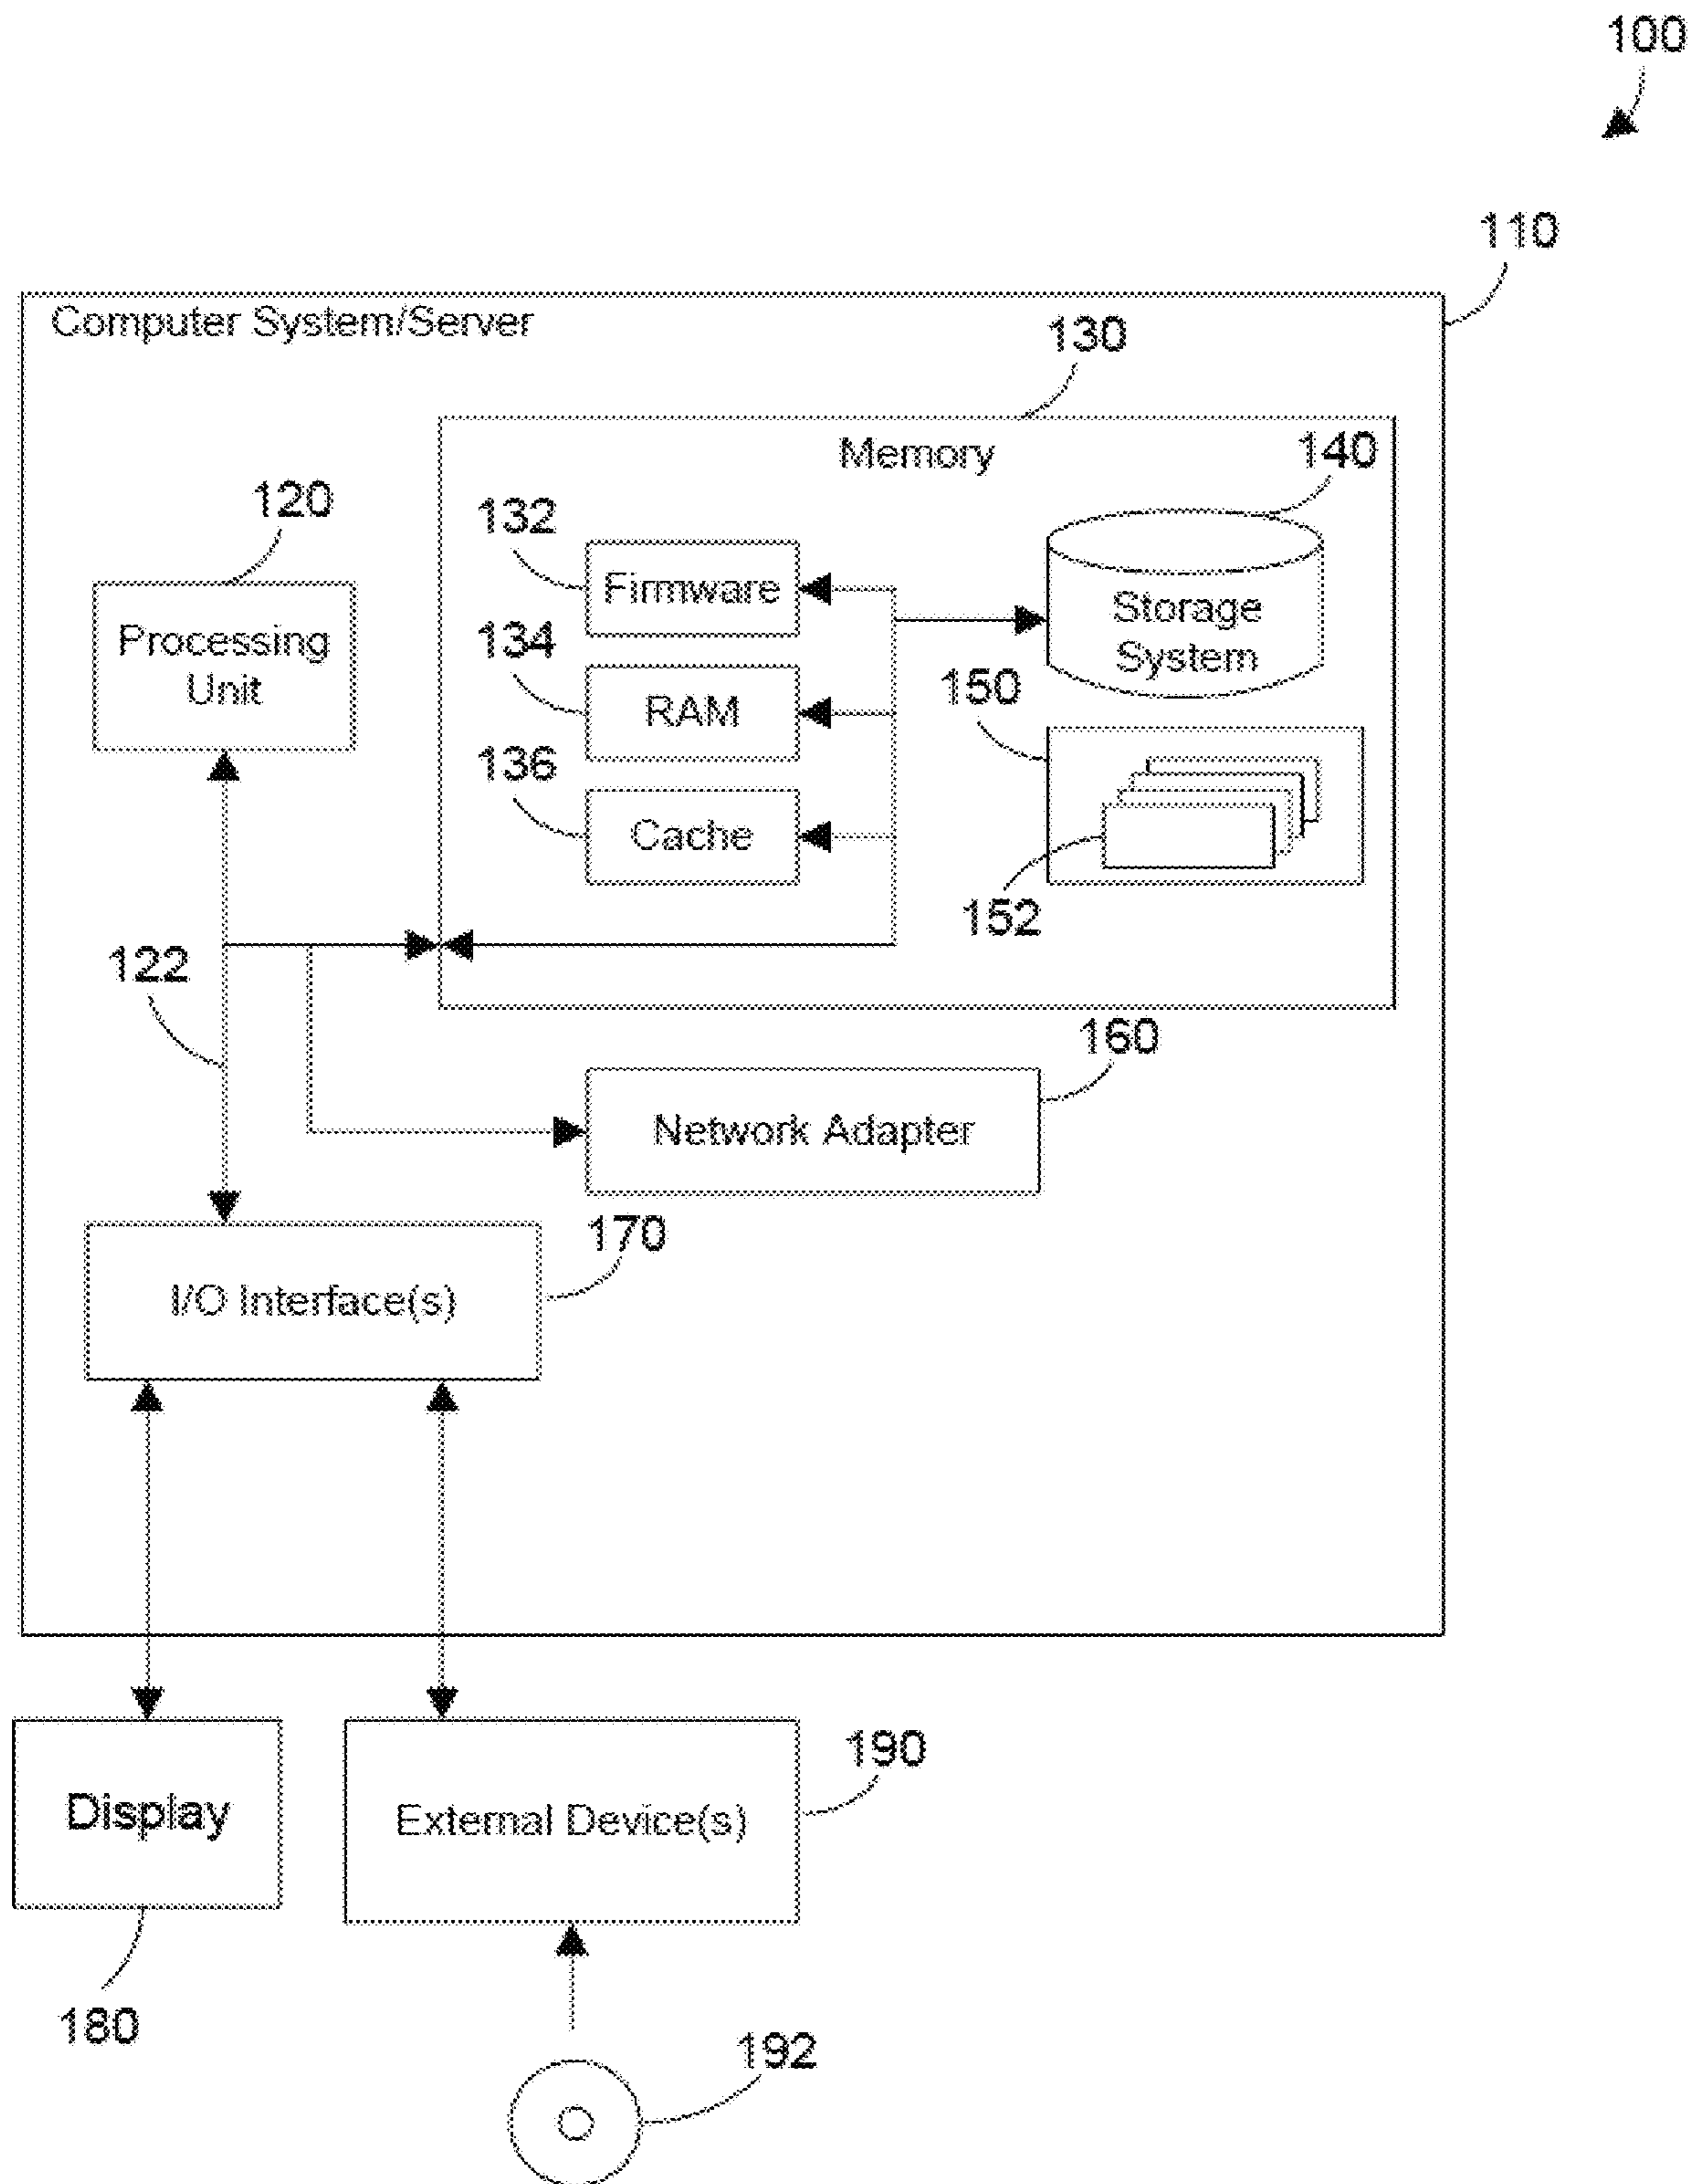 100
110
Computer System/Server
130
Memory
140
120
132
Firmware
Processing
Unit
134
Storage
System
RAM
150
136
Cache
152
122
160
Network Adapter
170
I/O Interface(s)
190
Display
External Device(s)
180
192